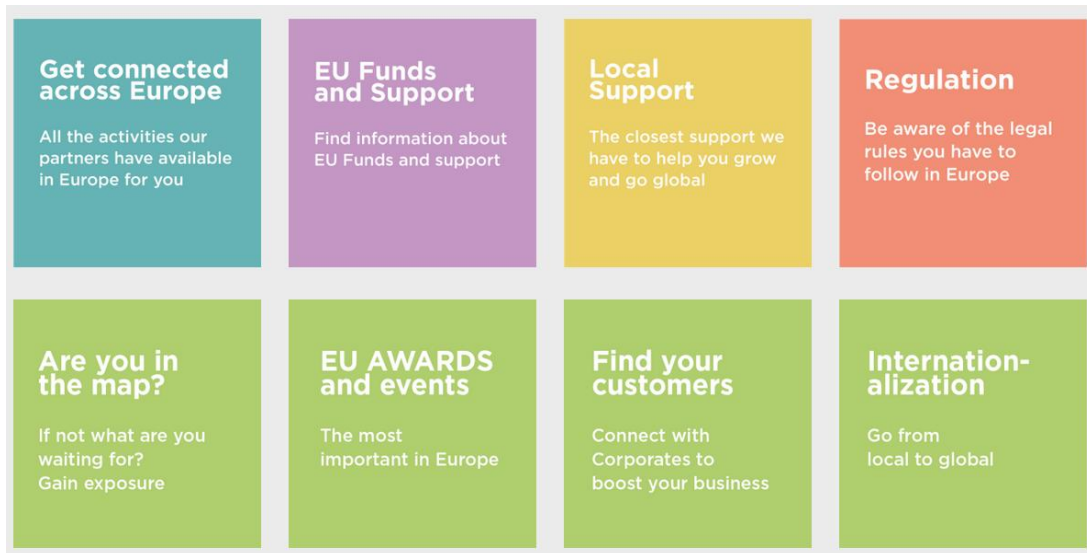 Get connected
across Europe
All the activities our
partners have available
in Europe for you
EU Funds
and Support
Find information about
EU Funds and support
Local
Support
The closest support we
have to help you grow
and go global
Regulation
Be aware of the legal
rules you have to
follow in Europe
Are you in
the map?
If not what are you
waiting for?
Gain exposure
EU AWARDS
and events
The most
important in Europe
Find your
customers
Connect with
Corporates to
boost your business
Internation-
alization
Go from
local to global